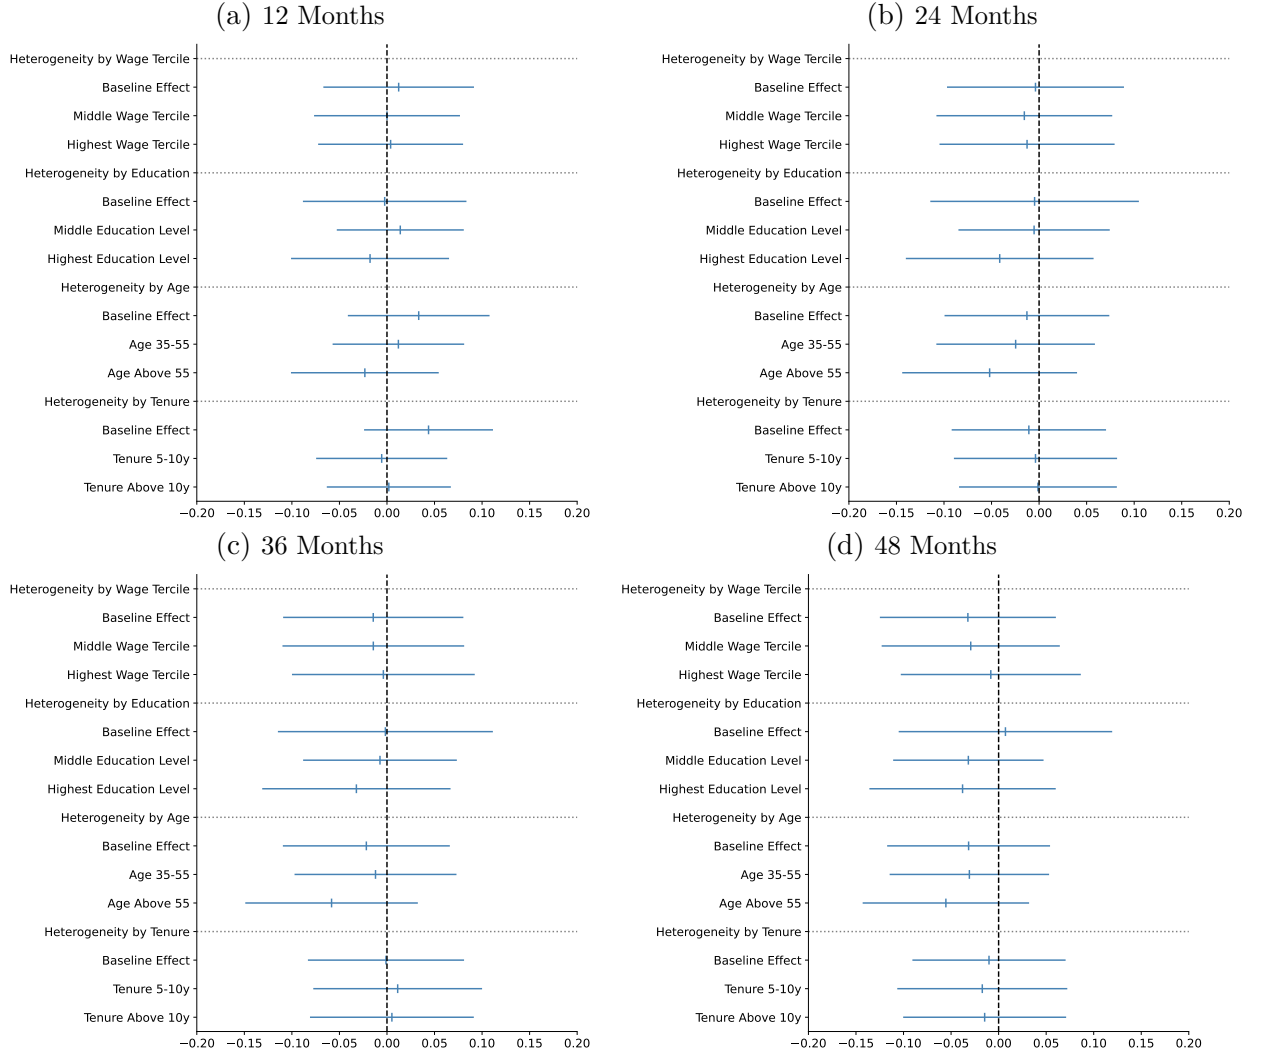 (a) 12 Months
Heterogeneity by Wage Tercile
Baseline Effect
Middle Wage Tercile
Highest Wage Tercile
Heterogeneity by Education
Baseline Effect
Middle Education Level
Highest Education Level
Heterogeneity by Age
Baseline Effect
Age 35-55
Age Above 55
Heterogeneity by Tenure
Baseline Effect
Tenure 5-10y
Tenure Above 10y
−0.20 −0.15 −0.10 −0.05 0.00 0.05 0.10 0.15 0.20
(b) 24 Months
Heterogeneity by Wage Tercile
Baseline Effect
Middle Wage Tercile
Highest Wage Tercile
Heterogeneity by Education
Baseline Effect
Middle Education Level
Highest Education Level
Heterogeneity by Age
Baseline Effect
Age 35-55
Age Above 55
Heterogeneity by Tenure
Baseline Effect
Tenure 5-10y
Tenure Above 10y
−0.20 −0.15 −0.10 −0.05 0.00 0.05 0.10 0.15 0.20
(c) 36 Months
Heterogeneity by Wage Tercile
Baseline Effect
Middle Wage Tercile
Highest Wage Tercile
Heterogeneity by Education
Baseline Effect
Middle Education Level
Highest Education Level
Heterogeneity by Age
Baseline Effect
Age 35-55
Age Above 55
Heterogeneity by Tenure
Baseline Effect
Tenure 5-10y
Tenure Above 10y
−0.20 −0.15 −0.10 −0.05 0.00 0.05 0.10 0.15 0.20
(d) 48 Months
Heterogeneity by Wage Tercile
Baseline Effect
Middle Wage Tercile
Highest Wage Tercile
Heterogeneity by Education
Baseline Effect
Middle Education Level
Highest Education Level
Heterogeneity by Age
Baseline Effect
Age 35-55
Age Above 55
Heterogeneity by Tenure
Baseline Effect
Tenure 5-10y
Tenure Above 10y
−0.20 −0.15 −0.10 −0.05 0.00 0.05 0.10 0.15 0.20